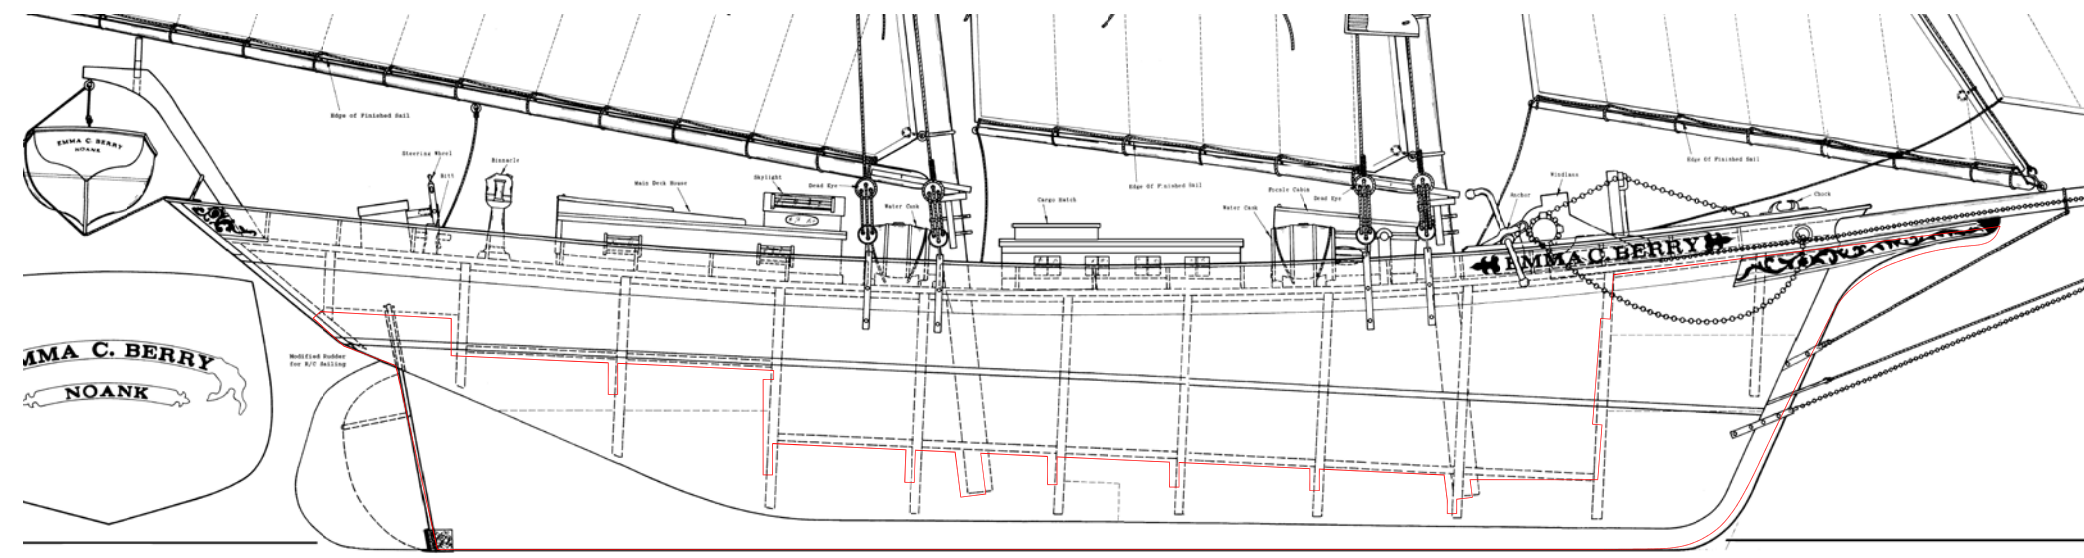 Edge of Finished Sail
EMMA C. BERRY
NOANK
Steering Wheel
Binnacle
Bitt
Main Deck House
Skylight
Dead Eye
Water Cask
Edge Of Finished Sail
Cargo Hatch
Water Cask
Focsle Cabin
Dead Eye
Anchor
Windlass
Edge Of Finished Sail
Chock
EMMA C. BERRY
MMA C. BERRY
NOANK
Modified Rudder
for R/C Sailing